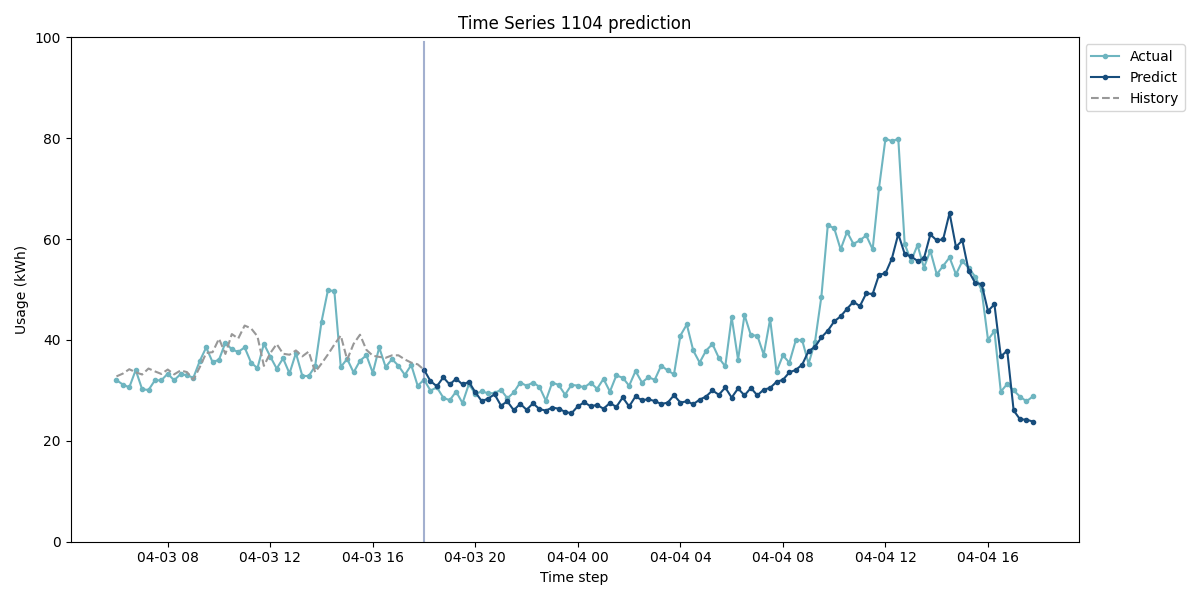 Time Series 1104 prediction
100
80
60
40
20
0
Usage (kWh)
04-03 08
04-03 12
04-03 16
04-03 20
04-04 00
04-04 04
04-04 08
04-04 12
04-04 16
Time step
Actual
Predict
History